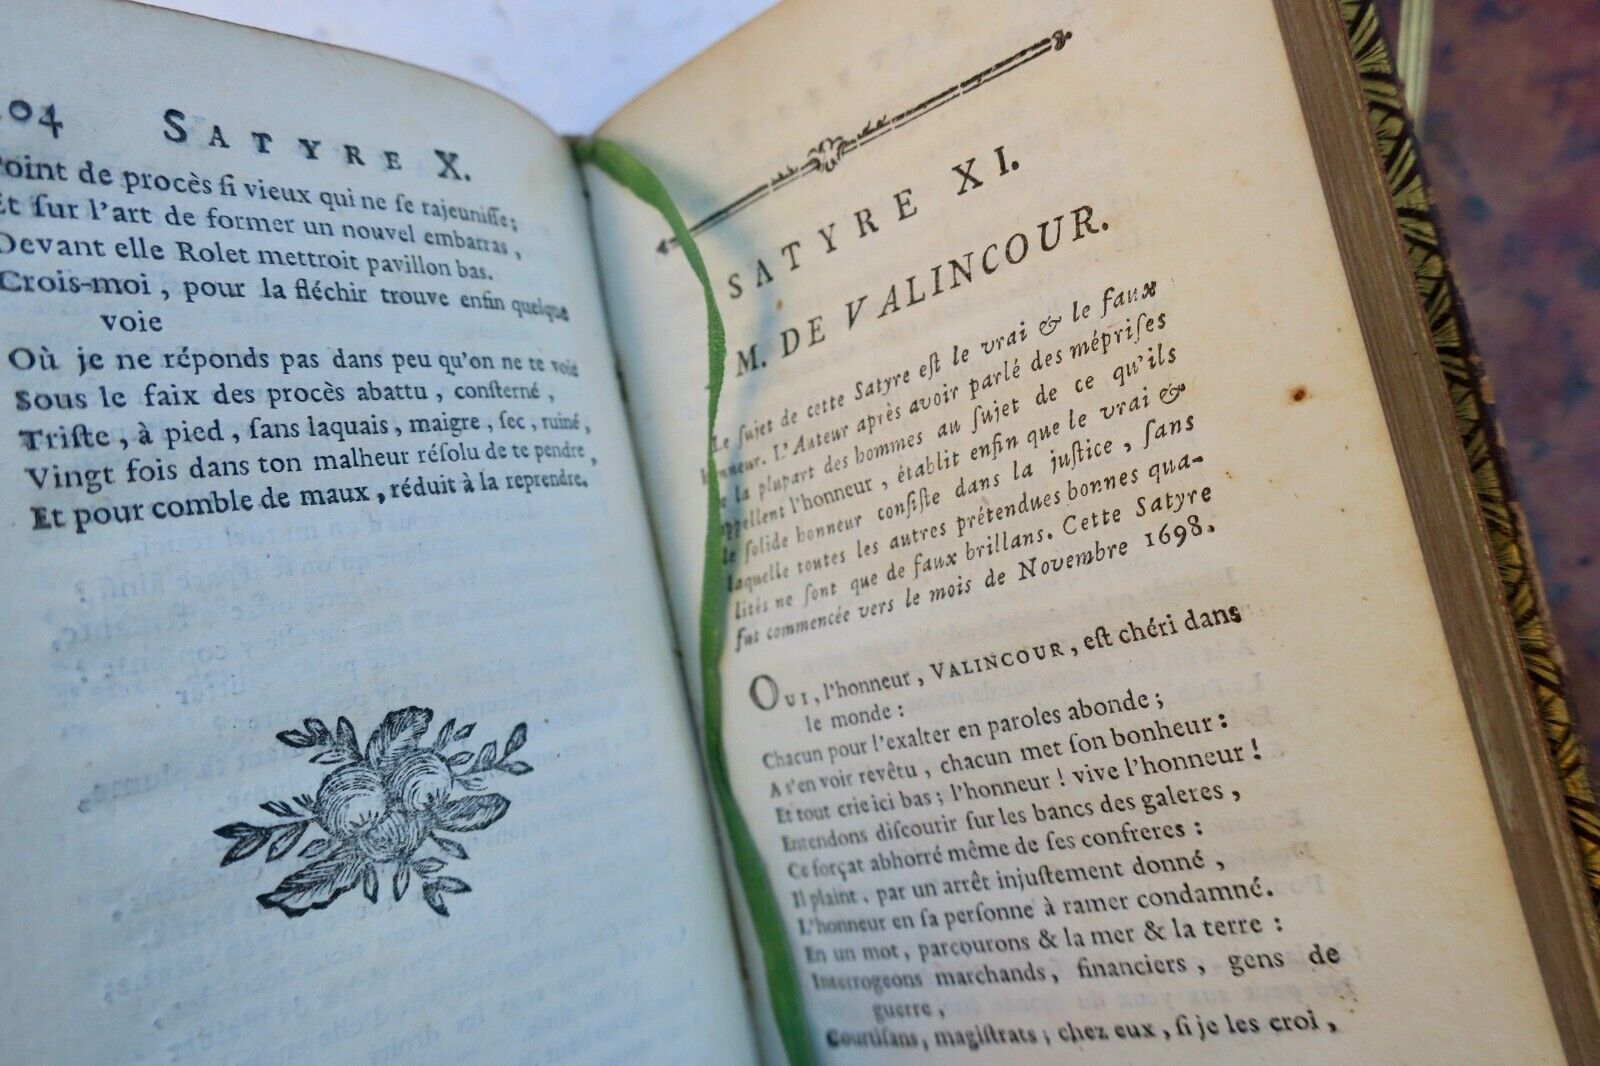 04 SATYRE X.
Point de procès ſi vieux qui ne ſe rajeuniſſe;
Et ſur l'art de former un nouvel embarras,
Devant elle Rolet mettroit pavillon bas.
Crois-moi, pour la fléchir trouve enfin quelque
voie
Où je ne réponds pas dans peu qu'on ne te voie
Sous le faix des procès abattu, conſterné,
Triſte, à pied, ſans laquais, maigre, ſec, ruiné,
Vingt fois dans ton malheur réſolu de te pendre,
Et pour comble de maux, réduit à la reprendre.
SATYRE XI.
M. DE VALINCOUR.
Le ſujet de cette Satyre eſt le vrai & le faux
honneur. L'Auteur après avoir parlé des mépriſes
de la plupart des hommes au ſujet de ce qu'ils
appellent l'honneur, établit enfin que le vrai &
le ſolide honneur conſiſte dans la juſtice, ſans
laquelle toutes les autres prétendues bonnes qua-
lités ne ſont que de faux brillans. Cette Satyre
fut commencée vers le mois de Novembre 1698.
OUI, l'honneur, VALINCOUR, eſt chéri dans
le monde:
Chacun pour l'exalter en paroles abonde;
A s'en voir revêtu, chacun met ſon bonheur:
Et tout crie ici bas; l'honneur! vive l'honneur!
Entendons diſcourir ſur les bancs des galeres,
Ce forçat abhorré même de ſes confreres:
Il plaint, par un arrêt injuſtement donné,
L'honneur en ſa perſonne à ramer condamné.
En un mot, parcourons & la mer & la terre:
Interrogeons marchands, financiers, gens de
guerre,
Courtiſans, magiſtrats; chez eux, ſi je les croi,